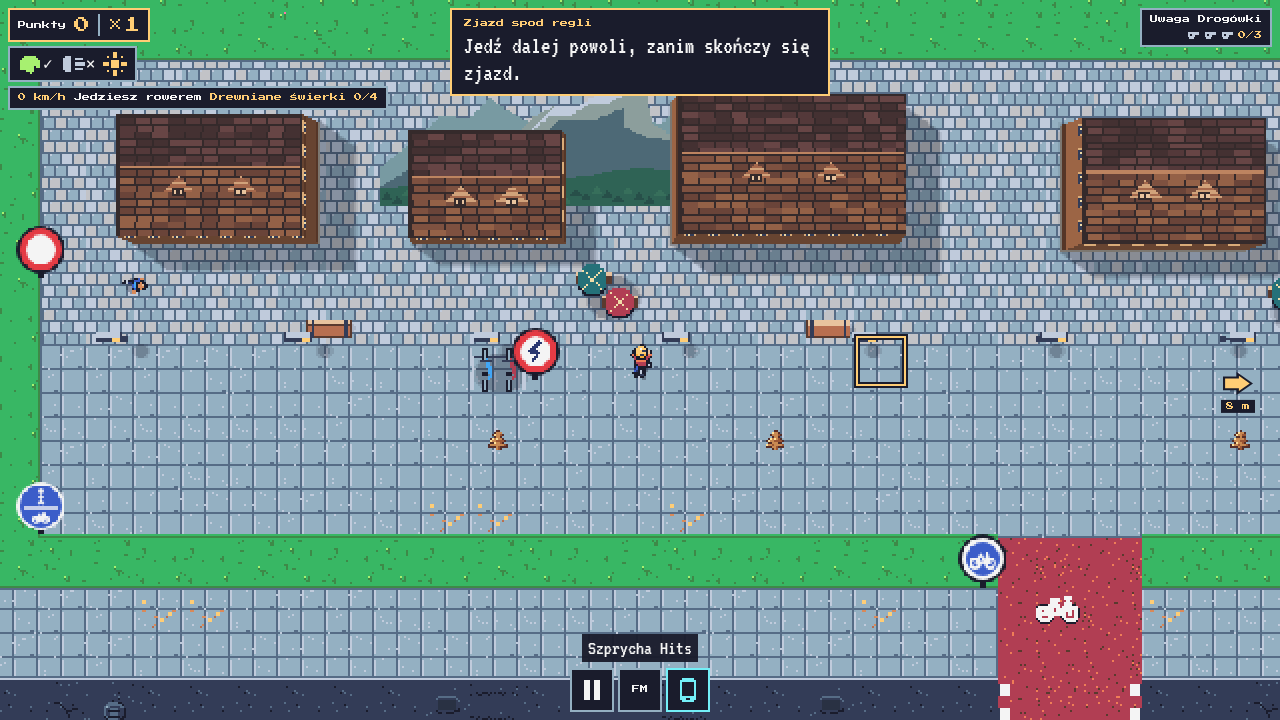 Punkty 0 ×1
Zjazd spod regli
Jedź dalej powoli, zanim skończy się
zjazd.
Uwaga Drogówki
0/3
0 km/h Jedziesz rowerem Drewniane świerki 0/4
8 m
Szprycha Hits
FM